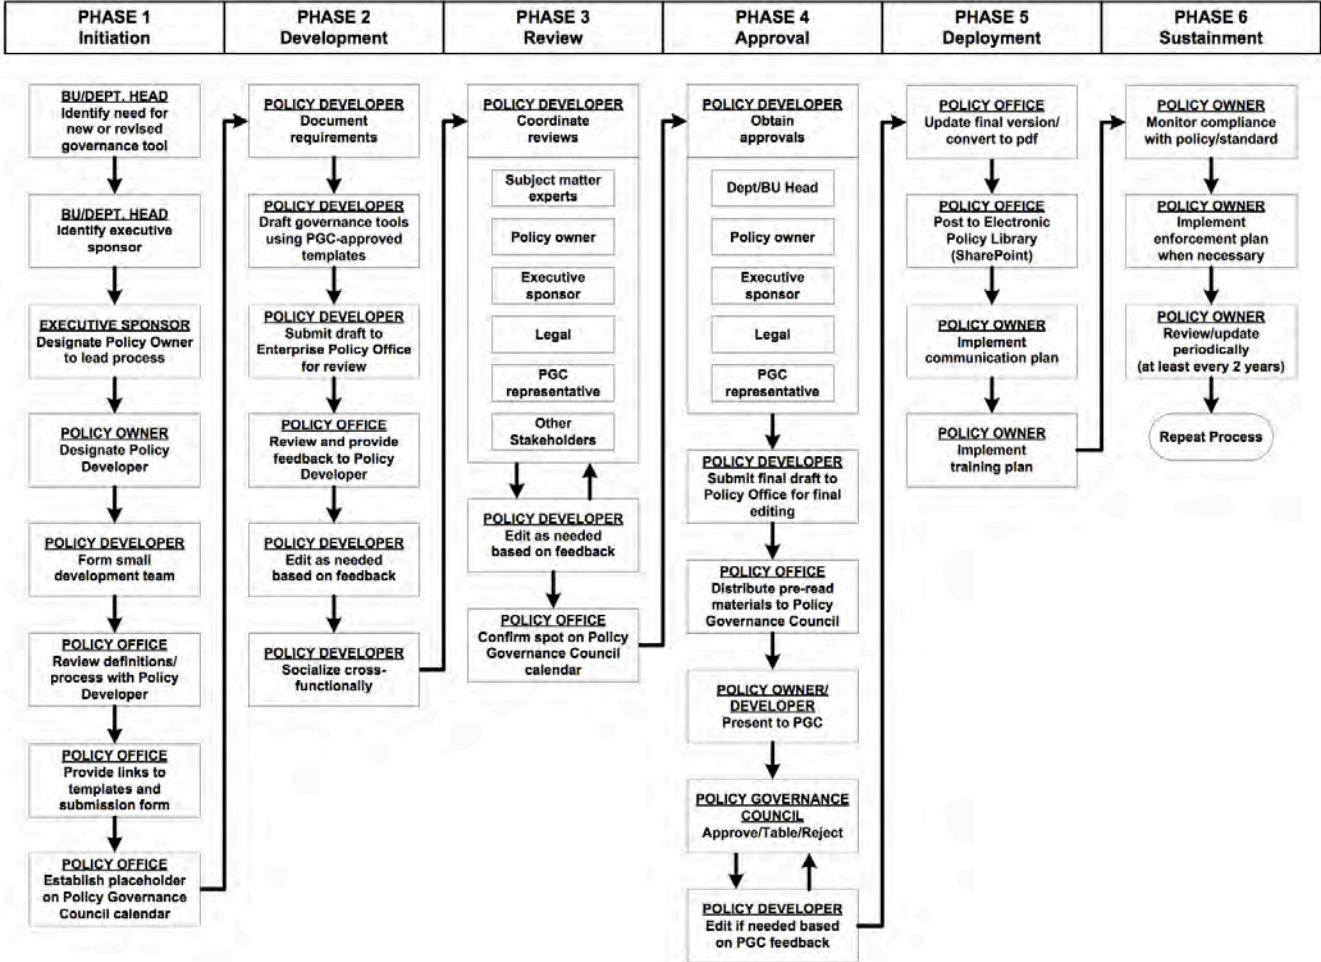 PHASE 1
Initiation
PHASE 2
Development
PHASE 3
Review
PHASE 4
Approval
PHASE 5
Deployment
PHASE 6
Sustainment
BU/DEPT. HEAD
Identify need for
new or revised
governance tool
BU/DEPT. HEAD
Identify executive
sponsor
EXECUTIVE SPONSOR
Designate Policy Owner
to lead process
POLICY OWNER
Designate Policy
Developer
POLICY DEVELOPER
Form small
development team
POLICY OFFICE
Review definitions/
process with Policy
Developer
POLICY OFFICE
Provide links to
templates and
submission form
POLICY OFFICE
Establish placeholder
on Policy Governance
Council calendar
POLICY DEVELOPER
Document
requirements
POLICY DEVELOPER
Draft governance tools
using PGC-approved
templates
POLICY DEVELOPER
Submit draft to
Enterprise Policy Office
for review
POLICY OFFICE
Review and provide
feedback to Policy
Developer
POLICY DEVELOPER
Edit as needed
based on feedback
POLICY DEVELOPER
Socialize cross-
functionally
POLICY DEVELOPER
Coordinate
reviews
Subject matter
experts
Policy owner
Executive
sponsor
Legal
PGC
representative
Other
Stakeholders
POLICY DEVELOPER
Edit as needed
based on feedback
POLICY OFFICE
Confirm spot on Policy
Governance Council
calendar
POLICY DEVELOPER
Obtain
approvals
Dept/BU Head
Policy owner
Executive
sponsor
Legal
PGC
representative
POLICY DEVELOPER
Submit final draft to
Policy Office for final
editing
POLICY OFFICE
Distribute pre-read
materials to Policy
Governance Council
POLICY OWNER/
DEVELOPER
Present to PGC
POLICY GOVERNANCE
COUNCIL
Approve/Table/Reject
POLICY DEVELOPER
Edit if needed based
on PGC feedback
POLICY OFFICE
Update final version/
convert to pdf
POLICY OFFICE
Post to Electronic
Policy Library
(SharePoint)
POLICY OWNER
Implement
communication plan
POLICY OWNER
Implement
training plan
POLICY OWNER
Monitor compliance
with policy/standard
POLICY OWNER
Implement
enforcement plan
when necessary
POLICY OWNER
Review/update
periodically
(at least every 2 years)
Repeat Process